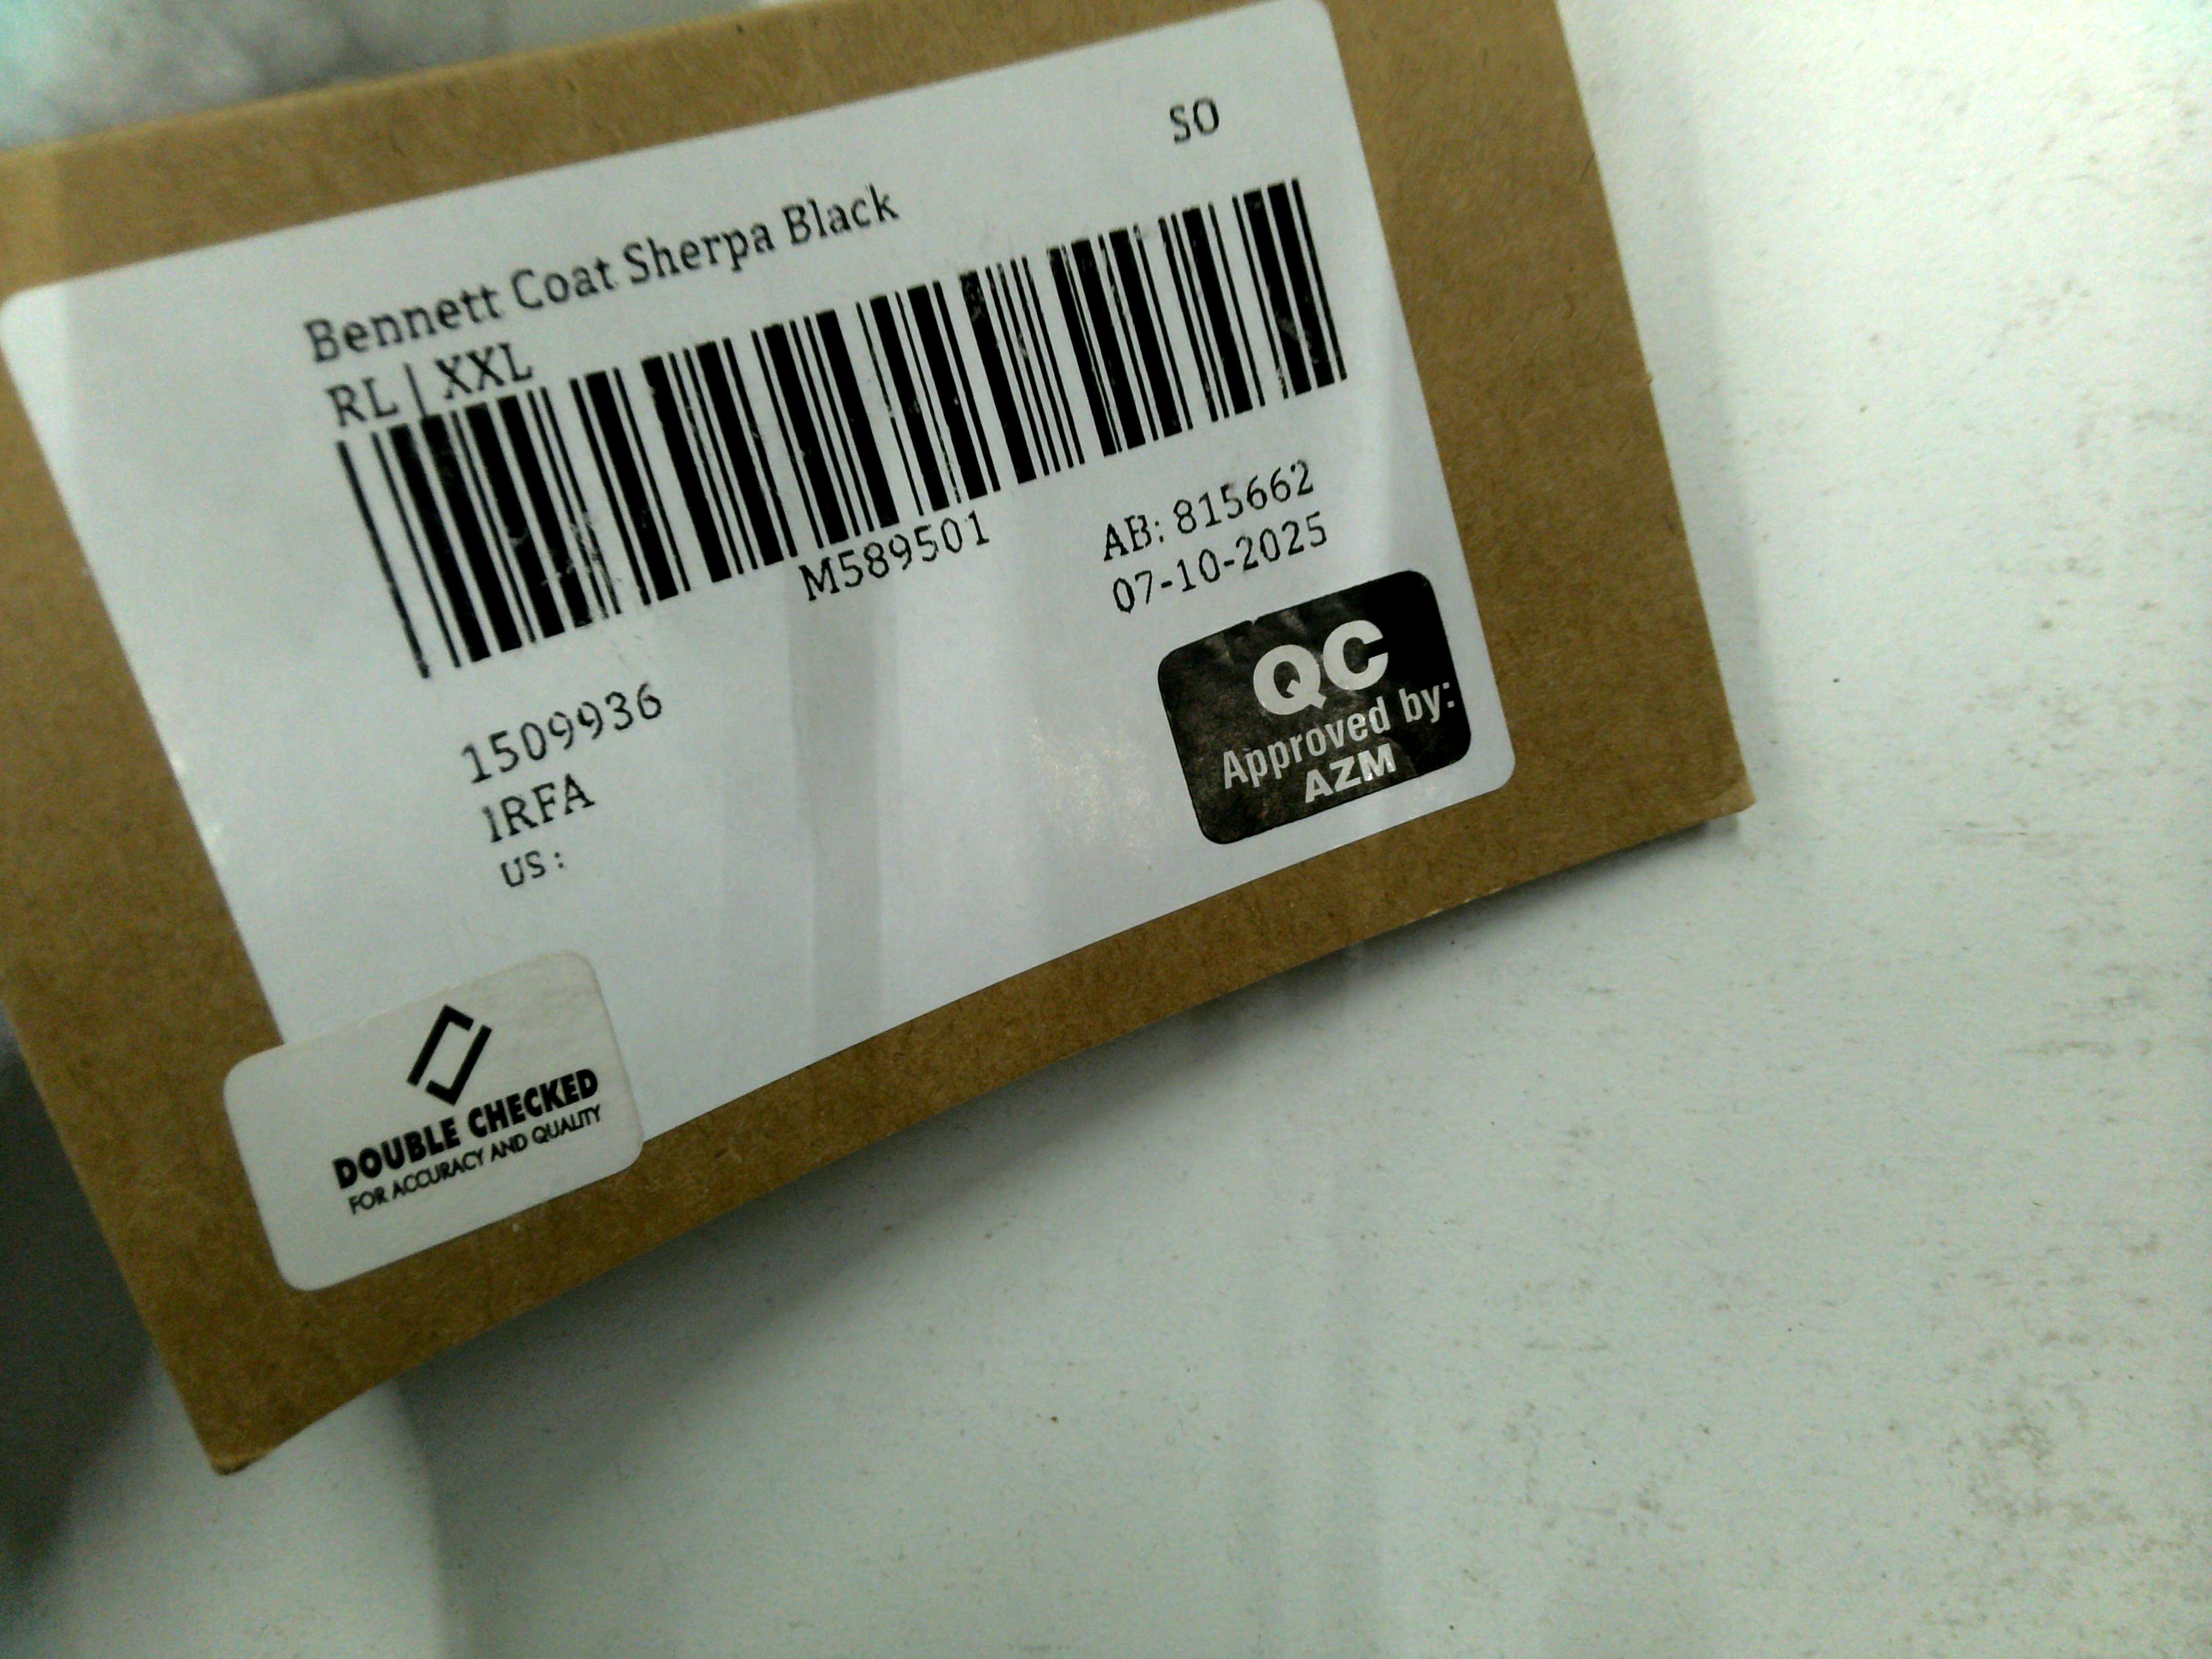 SO
Bennett Coat Sherpa Black
RL | XXL
M589501
AB: 815662
07-10-2025
1509936
IRFA
US :
QC
Approved by:
AZM
DOUBLE CHECKED
FOR ACCURACY AND QUALITY